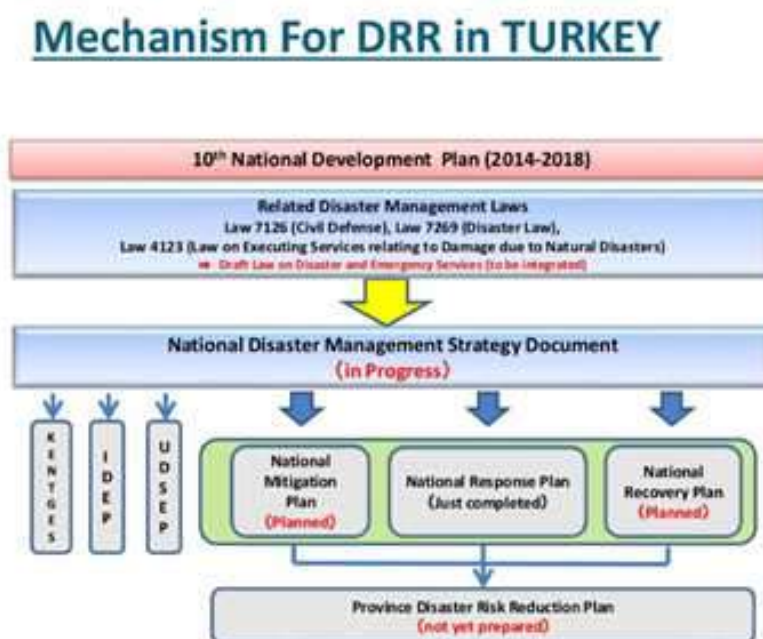 Mechanism For DRR in TURKEY
10th National Development Plan (2014-2018)
Related Disaster Management Laws
Law 7126 (Civil Defense), Law 7269 (Disaster Law),
Law 4123 (Law on Executing Services relating to Damage due to Natural Disasters)
⇒ Draft Law on Disaster and Emergency Services (to be integrated)
National Disaster Management Strategy Document
(in Progress)
KENTGES
IDEP
UDSEP
National
Mitigation
Plan
(Planned)
National Response Plan
(Just completed)
National
Recovery Plan
(Planned)
Province Disaster Risk Reduction Plan
(not yet prepared)